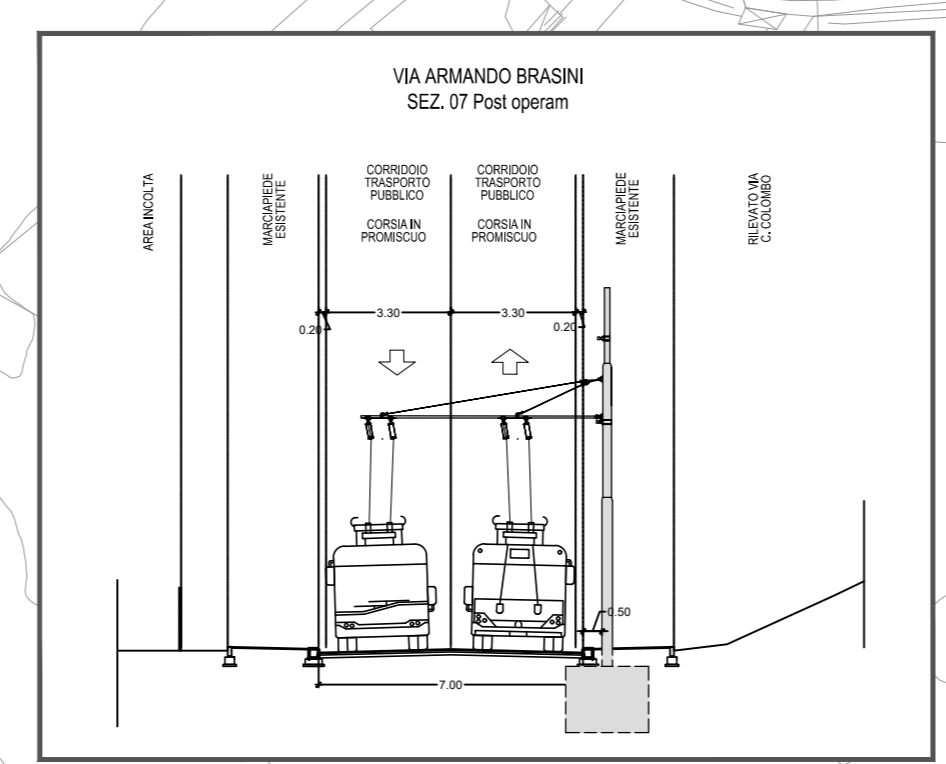 VIA ARMANDO BRASINI
SEZ. 07 Post operam
AREA INCOLTA
MARCIAPIEDE
ESISTENTE
CORRIDOIO
TRASPORTO
PUBBLICO
CORSIA IN
PROMISCUO
CORRIDOIO
TRASPORTO
PUBBLICO
CORSIA IN
PROMISCUO
MARCIAPIEDE
ESISTENTE
RILEVATO VIA
C. COLOMBO
3.30
3.30
0.20
0.20
0.50
7.00